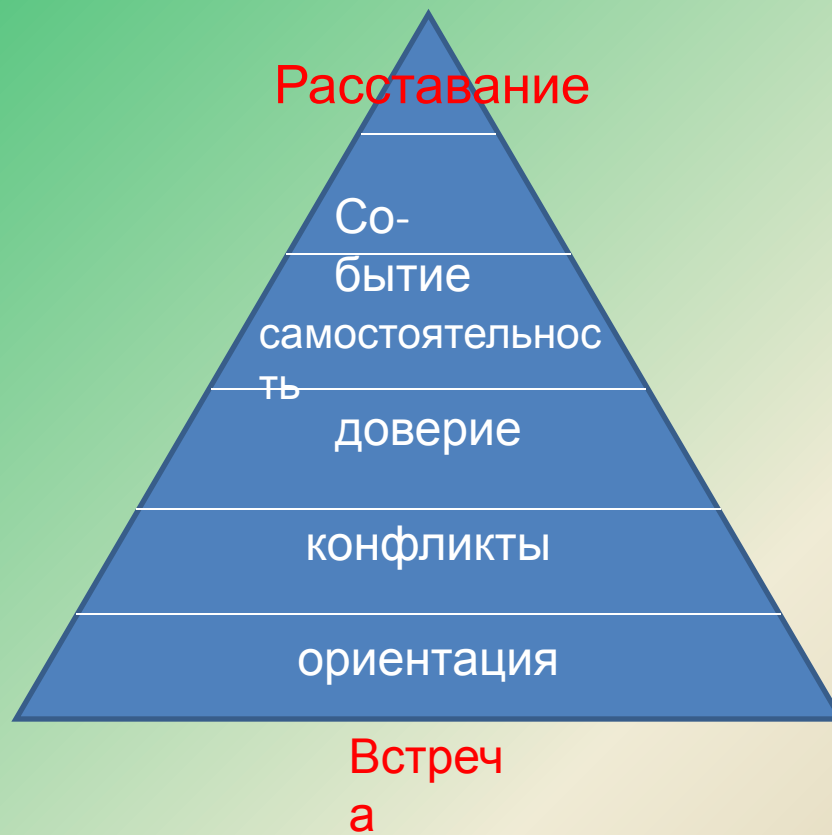 Расставание
Со-
бытие
самостоятельнос
ть
доверие
конфликты
ориентация
Встреч
а